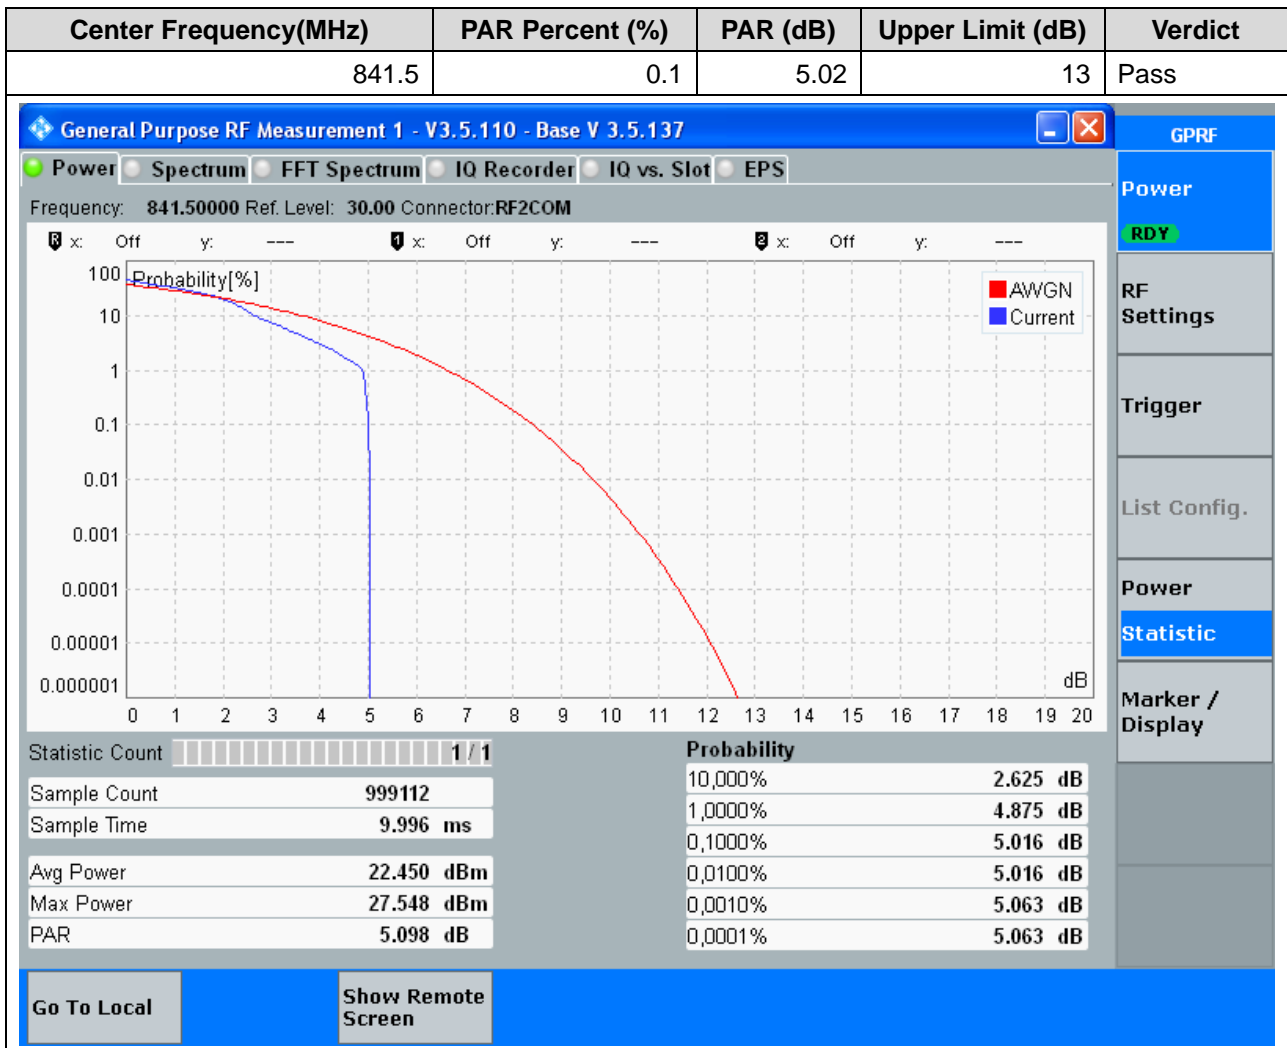 Center Frequency(MHz) PAR Percent (%) PAR (dB) Upper Limit (dB) Verdict
841.5 0.1 5.02 13 Pass
General Purpose RF Measurement 1 - V3.5.110 - Base V 3.5.137
GPRF
Power Spectrum FFT Spectrum IQ Recorder IQ vs. Slot EPS
Power
RDY
Frequency: 841.50000 Ref. Level: 30.00 Connector:RF2COM
R x: Off y: --- 1 x: Off y: --- 2 x: Off y: ---
Probability[%]
AWGN
Current
100
10
1
0.1
0.01
0.001
0.0001
0.00001
0.000001
dB
0 1 2 3 4 5 6 7 8 9 10 11 12 13 14 15 16 17 18 19 20
RF
Settings
Trigger
List Config.
Power
Statistic
Marker /
Display
Statistic Count 1 / 1
Sample Count 999112
Sample Time 9.996 ms
Avg Power 22.450 dBm
Max Power 27.548 dBm
PAR 5.098 dB
Probability
10,000% 2.625 dB
1,0000% 4.875 dB
0,1000% 5.016 dB
0,0100% 5.016 dB
0,0010% 5.063 dB
0,0001% 5.063 dB
Go To Local
Show Remote
Screen